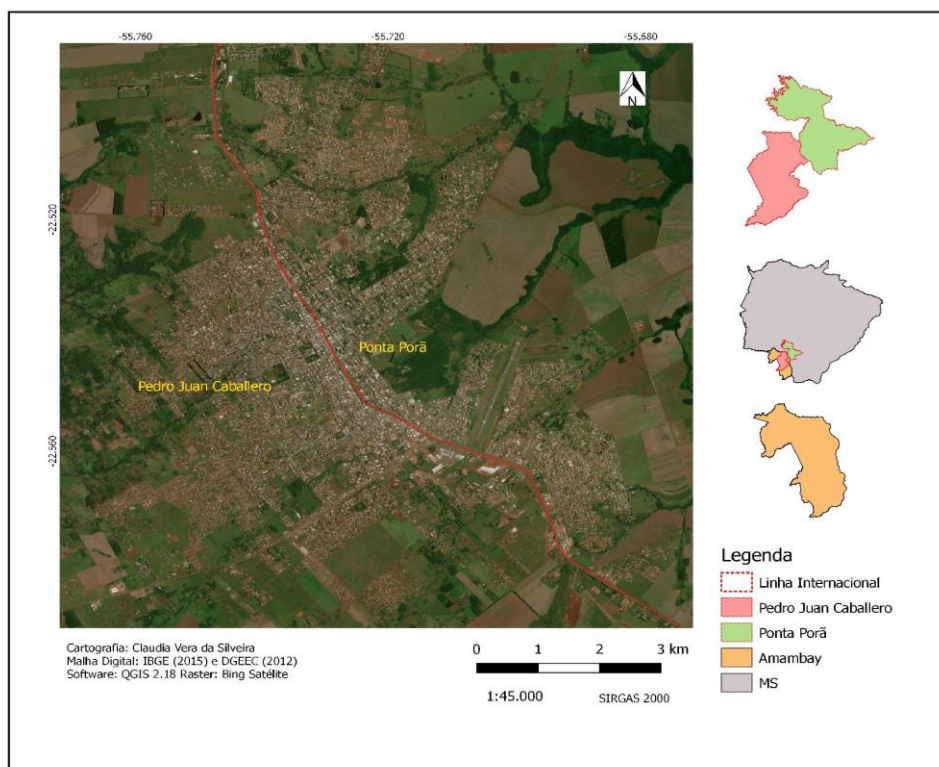 -55.760 -55.720 -55.680
N
-22.520
Ponta Porã
Pedro Juan Caballero
-22.560
Legenda
Linha Internacional
Pedro Juan Caballero
Ponta Porã
Amambay
MS
Cartografia: Claudia Vera da Silveira
Malha Digital: IBGE (2015) e DGEEC (2012)
Software: QGIS 2.18 Raster: Bing Satélite
0 1 2 3 km
1:45.000 SIRGAS 2000